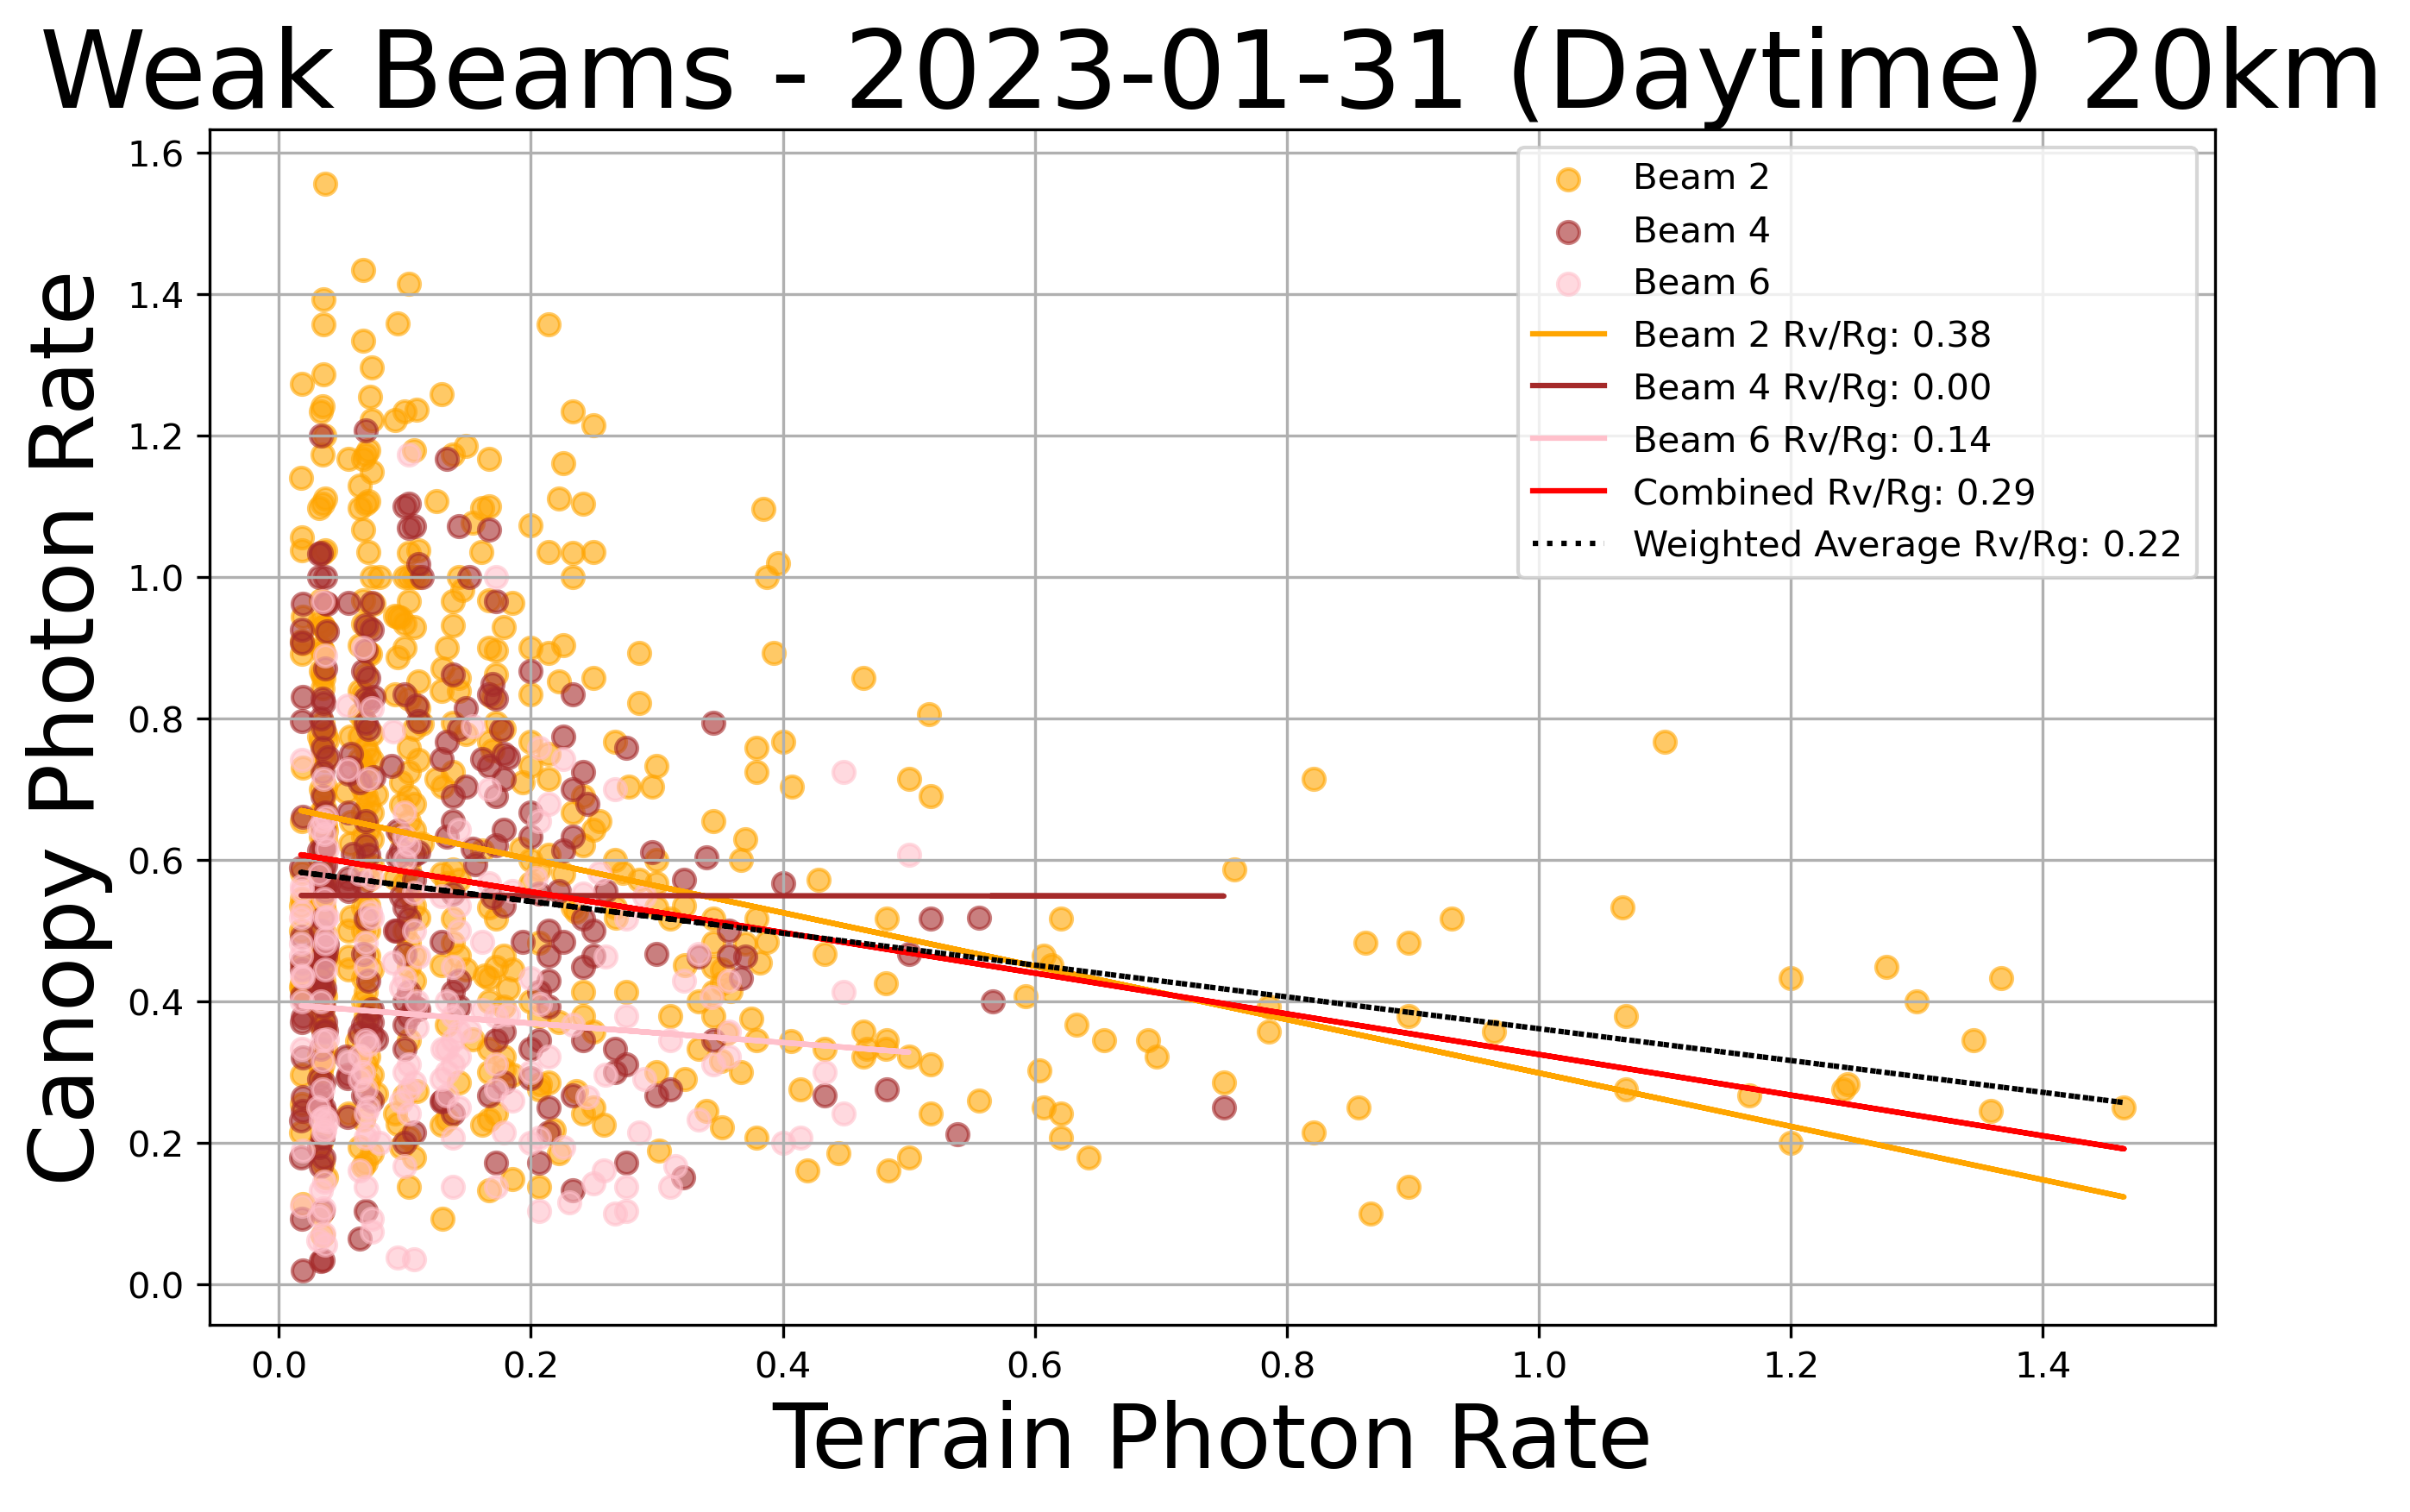 Weak Beams - 2023-01-31 (Daytime) 20km
Canopy Photon Rate
1.6
1.4
1.2
1.0
0.8
0.6
0.4
0.2
0.0
Beam 2
Beam 4
Beam 6
Beam 2 Rv/Rg: 0.38
Beam 4 Rv/Rg: 0.00
Beam 6 Rv/Rg: 0.14
Combined Rv/Rg: 0.29
Weighted Average Rv/Rg: 0.22
0.0 0.2 0.4 0.6 0.8 1.0 1.2 1.4
Terrain Photon Rate